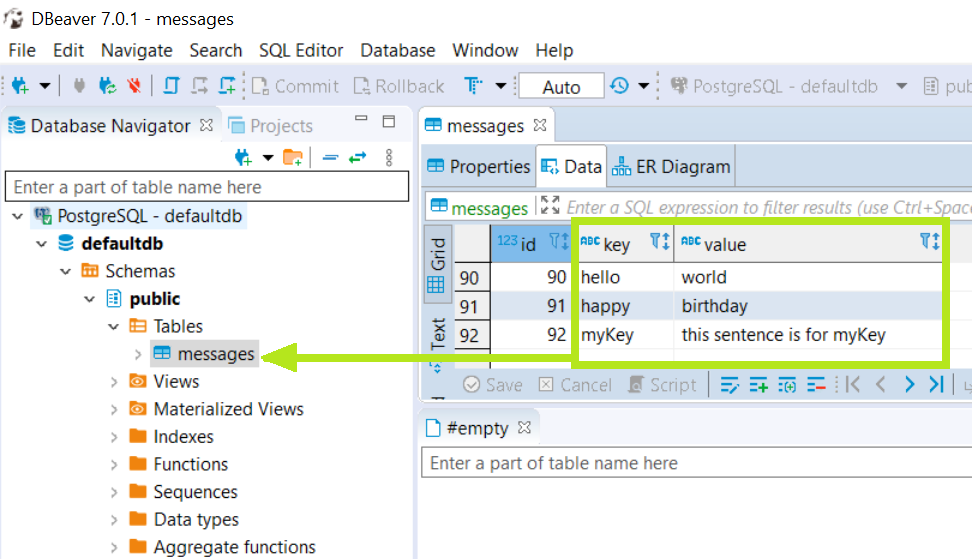 DBeaver 7.0.1 - messages
File Edit Navigate Search SQL Editor Database Window Help
Commit Rollback Auto PostgreSQL - defaultdb
Database Navigator Projects
Enter a part of table name here
PostgreSQL - defaultdb
defaultdb
Schemas
public
Tables
messages
Views
Materialized Views
Indexes
Functions
Sequences
Data types
Aggregate functions
messages
Properties Data ER Diagram
messages Enter a SQL expression to filter results (use Ctrl+Space
Grid
Text
123 id ABC key ABC value
90 90 hello world
91 91 happy birthday
92 92 myKey this sentence is for myKey
Save Cancel Script
#empty
Enter a part of table name here